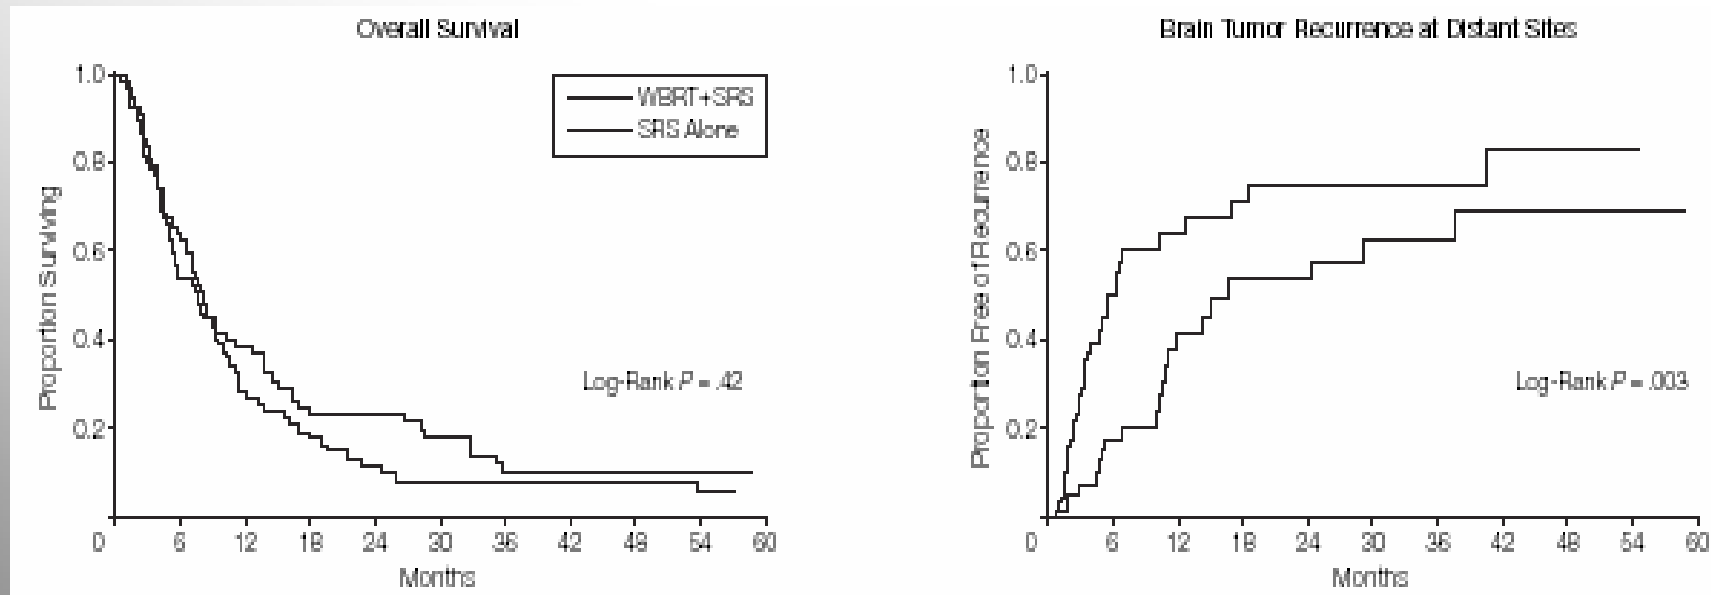 Overall Survival
1.0
0.8
0.6
0.4
0.2
Proportion Surviving
WBRT+SRS
SRS Alone
Log-Rank P = .42
0 6 12 18 24 30 36 42 48 54 60
Months
Brain Tumor Recurrence at Distant Sites
1.0
0.8
0.6
0.4
0.2
Proportion Free of Recurrence
Log-Rank P = .003
0 6 12 18 24 30 36 42 48 54 60
Months